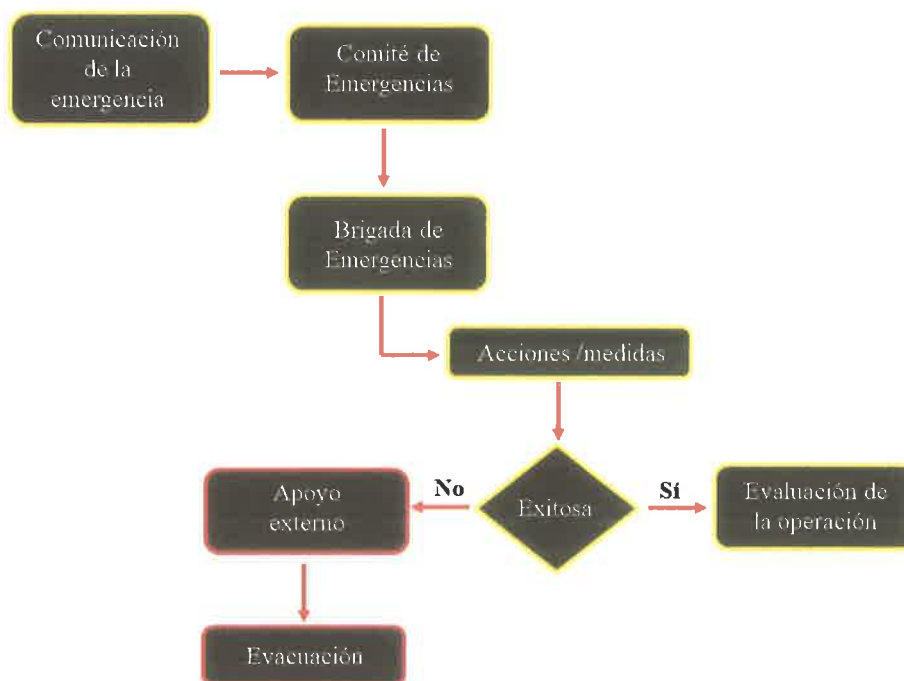 Comunicación
de la
emergencia
Comité de
Emergencias
Brigada de
Emergencias
Acciones /medidas
No
Exitosa
Sí
Apoyo
externo
Evaluación de
la operación
Evacuación